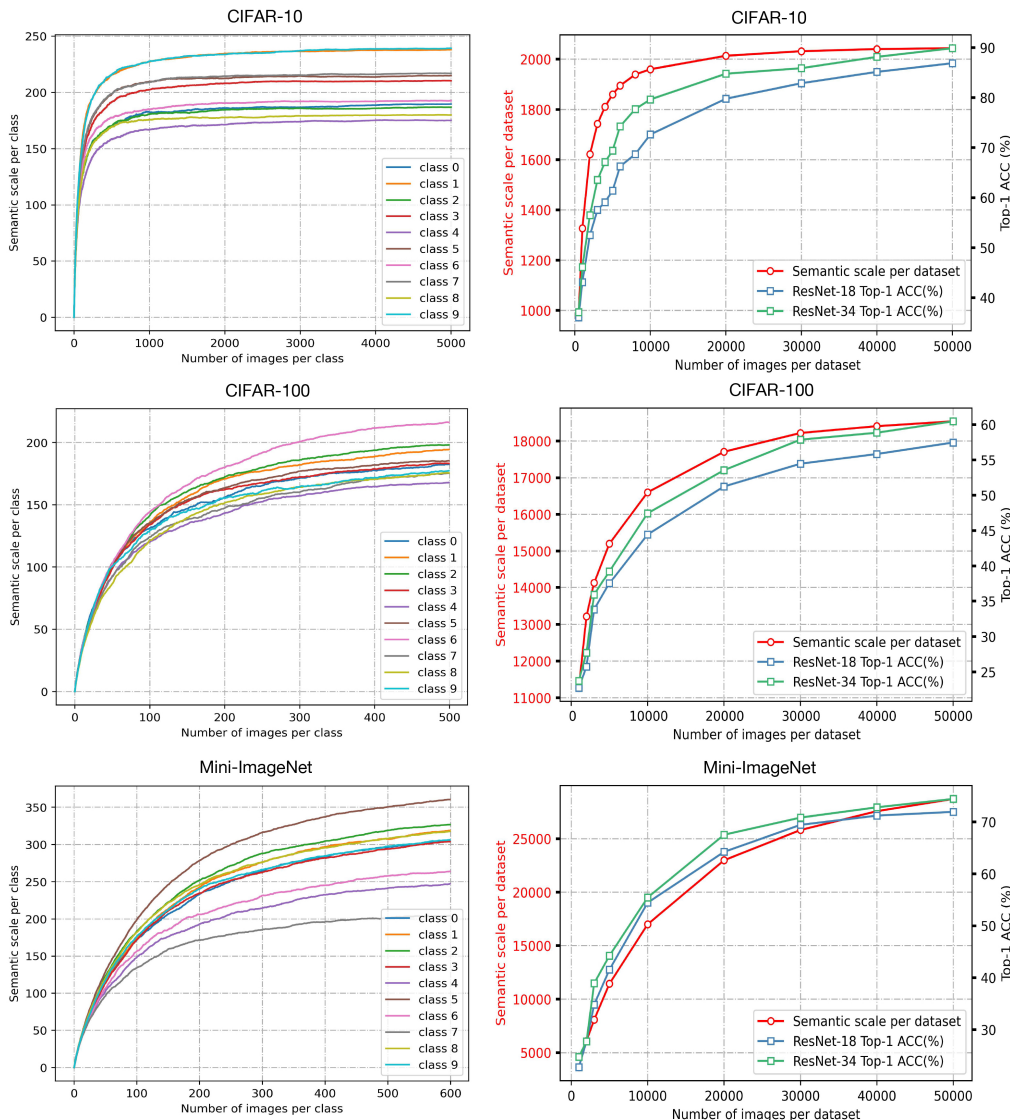 CIFAR-10
250
200
150
100
50
0
Semantic scale per class
class 0
class 1
class 2
class 3
class 4
class 5
class 6
class 7
class 8
class 9
0 1000 2000 3000 4000 5000
Number of images per class
CIFAR-10
2000
1800
1600
1400
1200
1000
Semantic scale per dataset
90
80
70
60
50
40
Top-1 ACC (%)
Semantic scale per dataset
ResNet-18 Top-1 ACC(%)
ResNet-34 Top-1 ACC(%)
0 10000 20000 30000 40000 50000
Number of images per dataset
CIFAR-100
200
150
100
50
0
Semantic scale per class
class 0
class 1
class 2
class 3
class 4
class 5
class 6
class 7
class 8
class 9
0 100 200 300 400 500
Number of images per class
CIFAR-100
18000
17000
16000
15000
14000
13000
12000
11000
Semantic scale per dataset
60
55
50
45
40
35
30
25
Top-1 ACC (%)
Semantic scale per dataset
ResNet-18 Top-1 ACC(%)
ResNet-34 Top-1 ACC(%)
0 10000 20000 30000 40000 50000
Number of images per dataset
Mini-ImageNet
350
300
250
200
150
100
50
0
Semantic scale per class
class 0
class 1
class 2
class 3
class 4
class 5
class 6
class 7
class 8
class 9
0 100 200 300 400 500 600
Number of images per class
Mini-ImageNet
25000
20000
15000
10000
5000
Semantic scale per dataset
70
60
50
40
30
Top-1 ACC (%)
Semantic scale per dataset
ResNet-18 Top-1 ACC(%)
ResNet-34 Top-1 ACC(%)
0 10000 20000 30000 40000 50000
Number of images per dataset